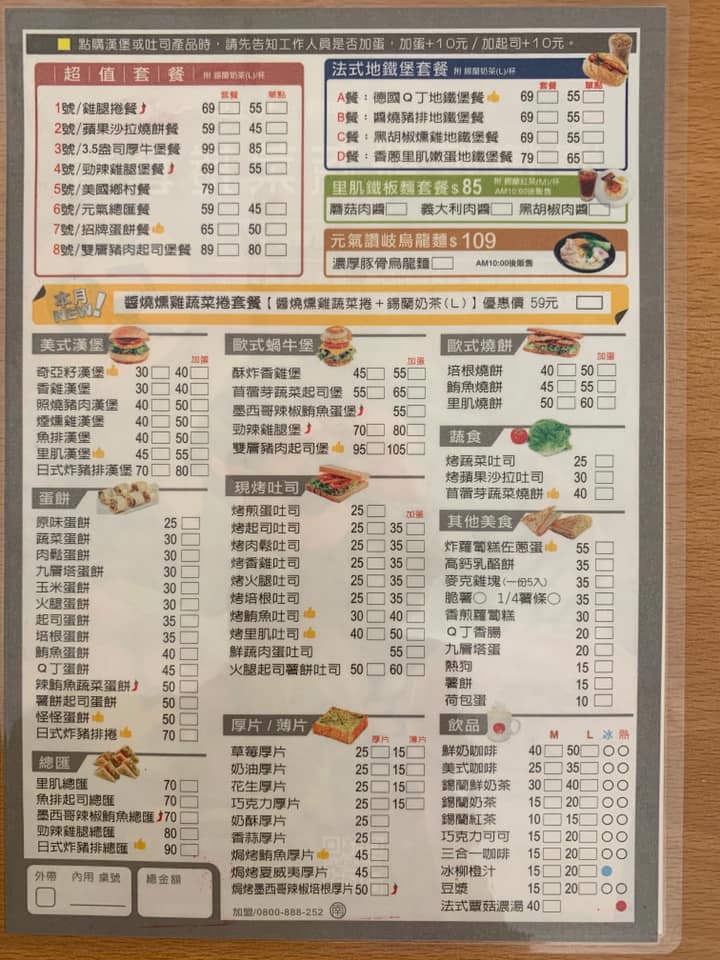 點購漢堡或吐司產品時，請先告知工作人員是否加蛋，加蛋+10元/加起司+10元。
超值套餐 附 錫蘭奶茶(L)/杯
套餐 單點
1號/雞腿捲餐 69 55
2號/蘋果沙拉燒餅餐 59 45
3號/3.5盎司厚牛堡餐 99 85
4號/勁辣雞腿堡餐 69 55
5號/美國鄉村餐 79
6號/元氣總匯餐 59 45
7號/招牌蛋餅餐 65 50
8號/雙層豬肉起司堡餐 89 80
法式地鐵堡套餐 附 錫蘭奶茶(L)/杯
套餐 單點
A餐：德國Q丁地鐵堡餐 69 55
B餐：醬燒豬排地鐵堡餐 69 55
C餐：黑胡椒燻雞地鐵堡餐 69 55
D餐：香蔥里肌嫩蛋地鐵堡餐 79 65
里肌鐵板麵套餐$85 附 錫蘭紅茶(M)/杯
AM10:00後販售
蘑菇肉醬 義大利肉醬 黑胡椒肉醬
元氣讚岐烏龍麵$109
濃厚豚骨烏龍麵 AM10:00後販售
本月NEW! 醬燒燻雞蔬菜捲套餐【醬燒燻雞蔬菜捲+錫蘭奶茶(L)】優惠價 59元
美式漢堡
加蛋
奇亞籽漢堡 30 40
香雞漢堡 30 40
照燒豬肉漢堡 40 50
煙燻雞漢堡 40 50
魚排漢堡 40 50
里肌漢堡 45 55
日式炸豬排漢堡 70 80
蛋餅
原味蛋餅 25
蔬菜蛋餅 30
肉鬆蛋餅 30
九層塔蛋餅 30
玉米蛋餅 30
火腿蛋餅 30
起司蛋餅 35
培根蛋餅 35
鮪魚蛋餅 40
Q丁蛋餅 45
辣鮪魚蔬菜蛋餅 50
薯餅起司蛋餅 50
怪怪蛋餅 50
日式炸豬排捲 70
總匯
里肌總匯 70
魚排起司總匯 70
墨西哥辣椒鮪魚總匯 70
勁辣雞腿總匯 80
日式炸豬排總匯 90
外帶 內用 桌號 總金額
歐式蝸牛堡
加蛋
酥炸香雞堡 45 55
苜蓿芽蔬菜起司堡 55 65
墨西哥辣椒鮪魚蛋堡 55
勁辣雞腿堡 70 80
雙層豬肉起司堡 95 105
現烤吐司
烤煎蛋吐司 25 加蛋
烤起司吐司 25 35
烤肉鬆吐司 25 35
烤香雞吐司 25 35
烤火腿吐司 25 35
烤培根吐司 25 35
烤鮪魚吐司 30 40
烤里肌吐司 40 50
鮮蔬肉蛋吐司 55
火腿起司薯餅吐司 50 60
厚片/薄片
厚片 薄片
草莓厚片 25 15
奶油厚片 25 15
花生厚片 25 15
巧克力厚片 25 15
奶酥厚片 25
香蒜厚片 25
焗烤鮪魚厚片 45
焗烤夏威夷厚片 45
焗烤墨西哥辣椒培根厚片 50
加盟/0800-888-252 南
歐式燒餅
加蛋
培根燒餅 40 50
鮪魚燒餅 45 55
里肌燒餅 50 60
蔬食
烤蔬菜吐司 25
烤蘋果沙拉吐司 30
苜蓿芽蔬菜燒餅 40
其他美食
炸蘿蔔糕佐蔥蛋 55
高鈣乳酪餅 35
麥克雞塊(一份5入) 35
脆薯○ 1/4薯條○ 35
香煎蘿蔔糕 30
Q丁香腸 20
九層塔蛋 20
熱狗 15
薯餅 15
荷包蛋 10
飲品
M L 冰 熱
鮮奶咖啡 40 50
美式咖啡 25 35
錫蘭鮮奶茶 30 40
錫蘭奶茶 15 20
錫蘭紅茶 10 15
巧克力可可 15 20
三合一咖啡 15 20
冰柳橙汁 15 20
豆漿 15 20
法式蕈菇濃湯 40